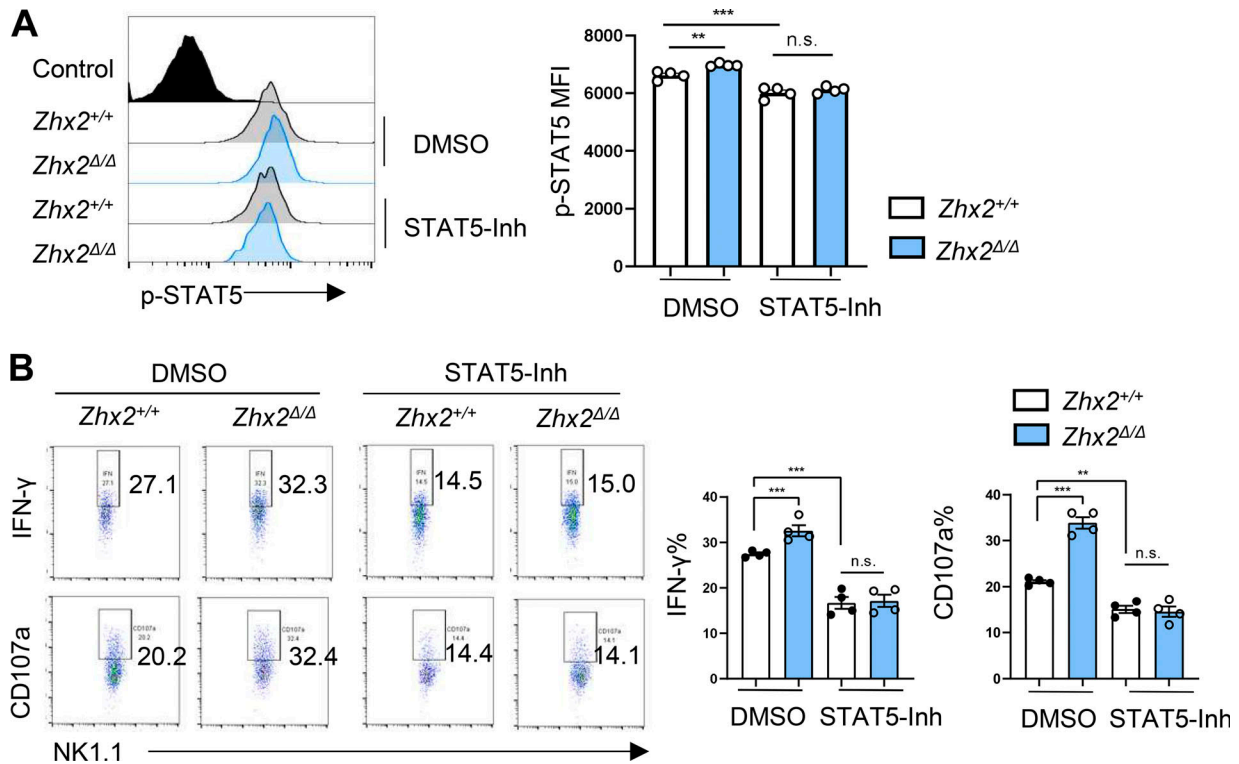 A
Control
Zhx2+/+
Zhx2Δ/Δ
DMSO
Zhx2+/+
Zhx2Δ/Δ
STAT5-Inh
p-STAT5
***
**
n.s.
8000
6000
4000
2000
0
p-STAT5 MFI
DMSO
STAT5-Inh
Zhx2+/+
Zhx2Δ/Δ
B
DMSO
STAT5-Inh
Zhx2+/+
Zhx2Δ/Δ
Zhx2+/+
Zhx2Δ/Δ
IFN-γ
IFN
27.1
27.1
IFN
32.3
32.3
IFN
14.5
14.5
IFN
15.0
15.0
CD107a
CD107a
20.2
20.2
CD107a
32.4
32.4
CD107a
14.4
14.4
CD107a
14.1
14.1
NK1.1
Zhx2+/+
Zhx2Δ/Δ
***
***
n.s.
40
30
20
10
0
IFN-γ%
DMSO
STAT5-Inh
**
***
n.s.
40
30
20
10
0
CD107a%
DMSO
STAT5-Inh